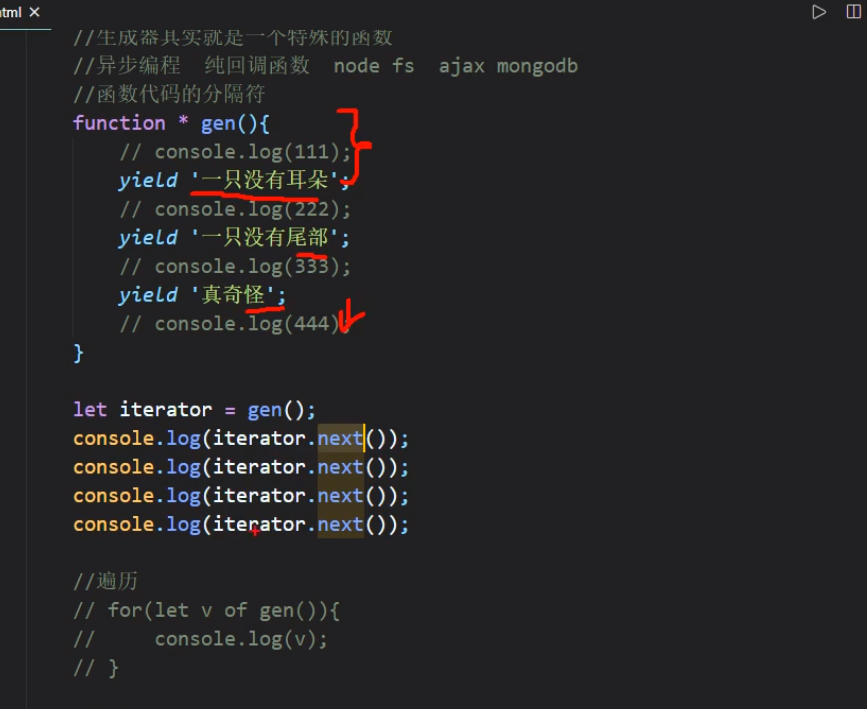 tml ✕
//生成器其实就是一个特殊的函数
//异步编程 纯回调函数 node fs ajax mongodb
//函数代码的分隔符
function * gen(){
// console.log(111);
yield '一只没有耳朵';
// console.log(222);
yield '一只没有尾部';
// console.log(333);
yield '真奇怪';
// console.log(444);
}
let iterator = gen();
console.log(iterator.next());
console.log(iterator.next());
console.log(iterator.next());
console.log(iterator.next());
//遍历
// for(let v of gen()){
// console.log(v);
// }